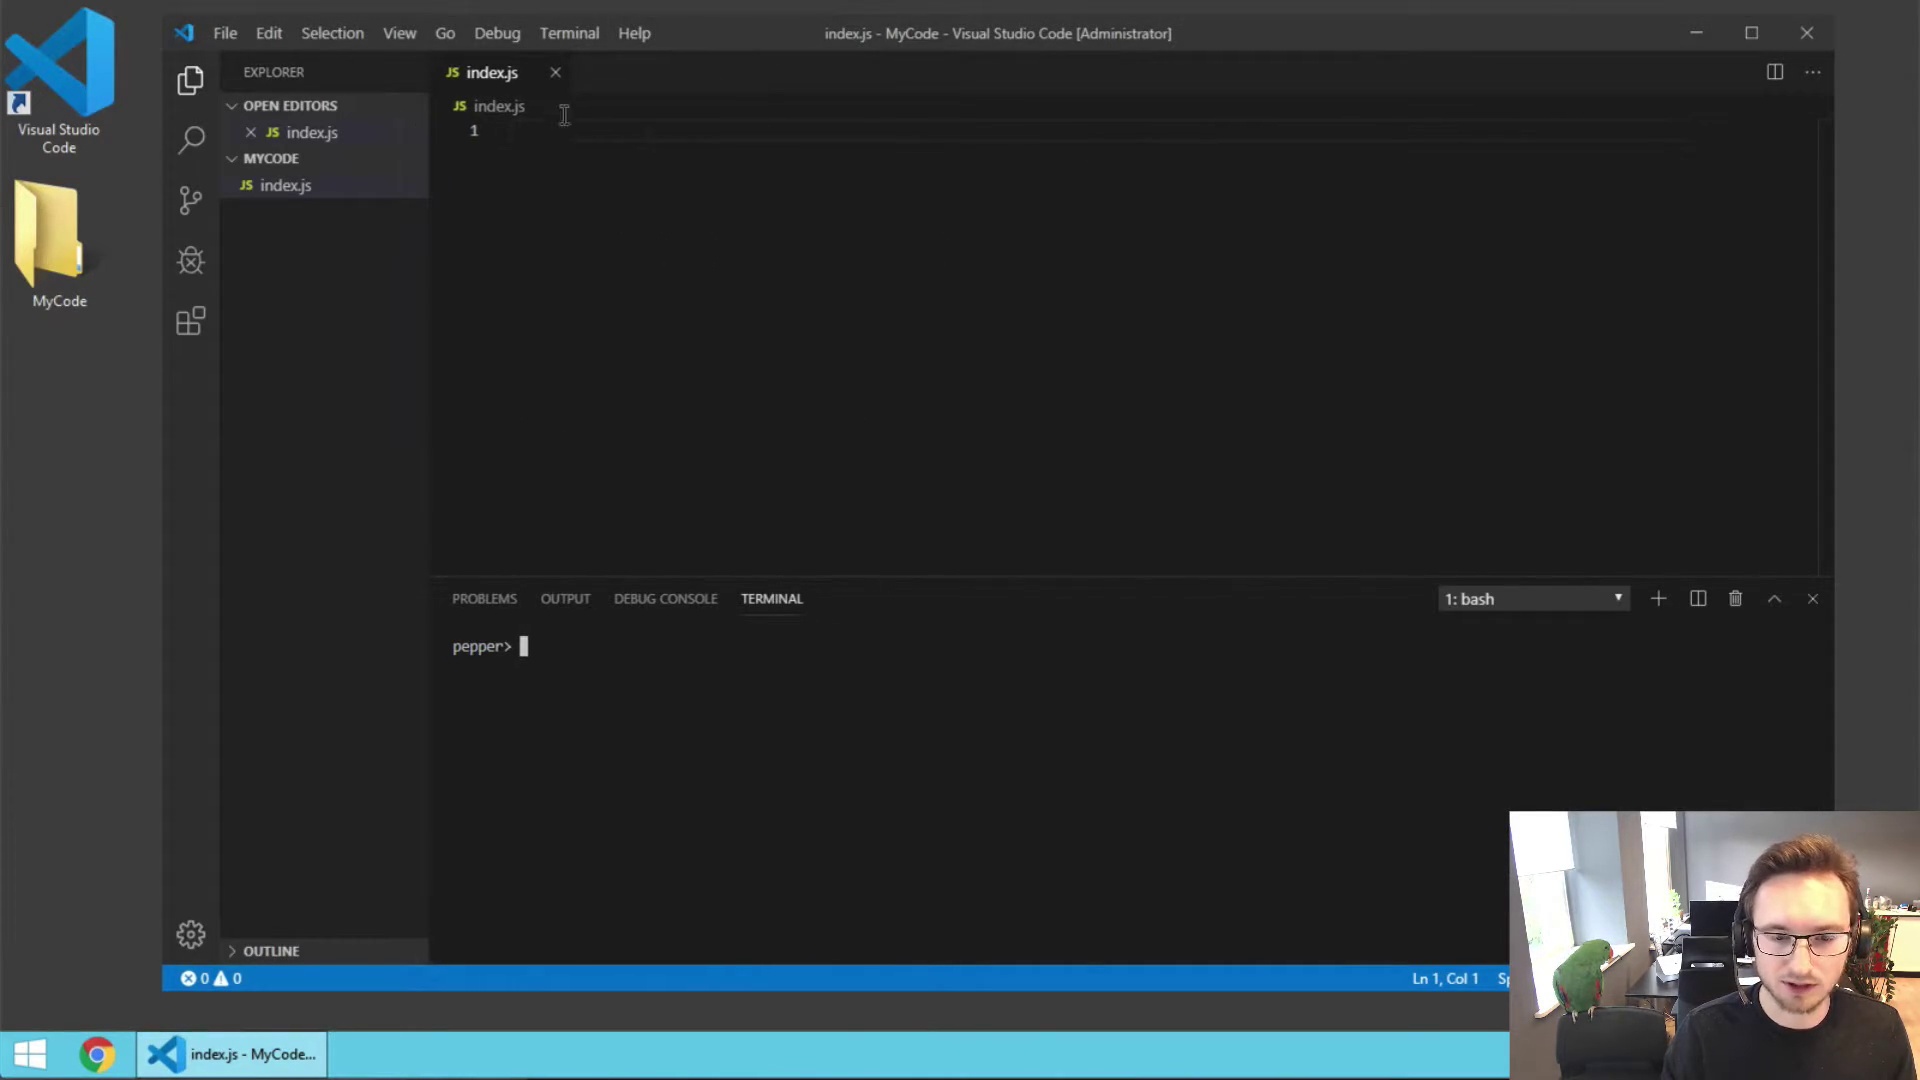 File Edit Selection View Go Debug Terminal Help
index.js - MyCode - Visual Studio Code [Administrator]
Visual Studio
Code
MyCode
EXPLORER
OPEN EDITORS
JS index.js
MYCODE
JS index.js
OUTLINE
JS index.js
JS index.js
1
PROBLEMS OUTPUT DEBUG CONSOLE TERMINAL
1: bash
pepper>
0 0
Ln 1, Col 1
index.js - MyCode...